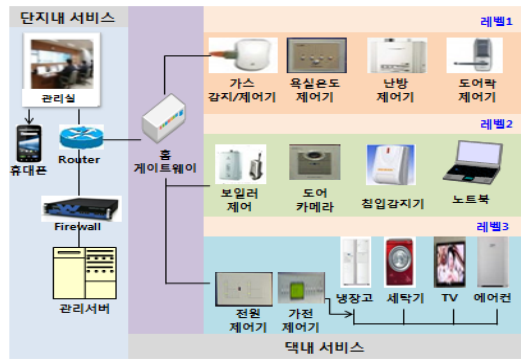 단지내 서비스
관리실
휴대폰
Router
Firewall
관리서버
홈
게이트웨이
레벨1
가스
감지/제어기
욕실온도
제어기
난방
제어기
도어락
제어기
레벨2
보일러
제어
도어
카메라
침입감지기
노트북
레벨3
전원
제어기
가전
제어기
냉장고
세탁기
TV
에어컨
댁내 서비스